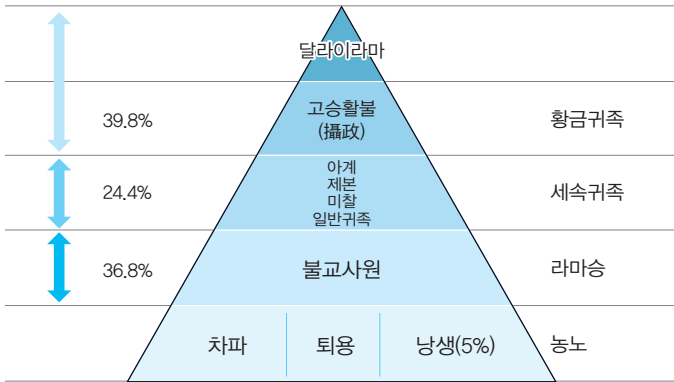 달라이라마
39.8%
고승활불
(攝政)
황금귀족
24.4%
아계
제본
미찰
일반귀족
세속귀족
36.8%
불교사원
라마승
차파
퇴용
낭생(5%)
농노